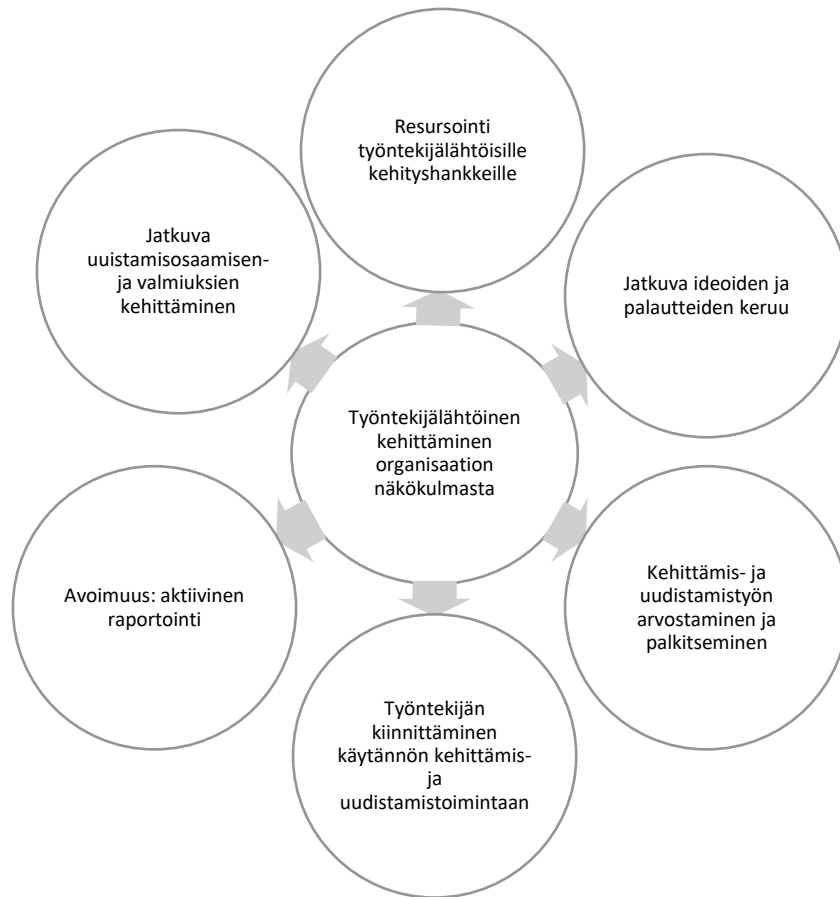 Resursointi
työntekijälähtöisille
kehityshankkeille
Jatkuva ideoiden ja
palautteiden keruu
Kehittämis- ja
uudistamistyön
arvostaminen ja
palkitseminen
Työntekijän
kiinnittäminen
käytännön kehittämis-
ja
uudistamistoimintaan
Avoimuus: aktiivinen
raportointi
Jatkuva
uuistamisosaamisen-
ja valmiuksien
kehittäminen
Työntekijälähtöinen
kehittäminen
organisaation
näkökulmasta